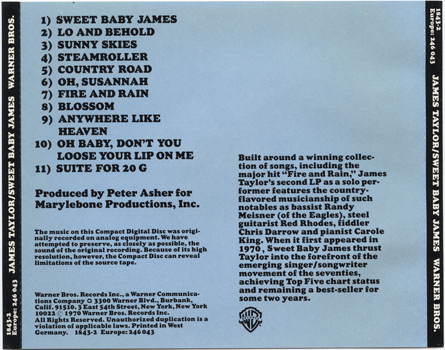 1) SWEET BABY JAMES
2) LO AND BEHOLD
3) SUNNY SKIES
4) STEAMROLLER
5) COUNTRY ROAD
6) OH, SUSANNAH
7) FIRE AND RAIN
8) BLOSSOM
9) ANYWHERE LIKE
HEAVEN
10) OH BABY, DON'T YOU
LOOSE YOUR LIP ON ME
11) SUITE FOR 20 G
Produced by Peter Asher for
Marylebone Productions, Inc.
The music on this Compact Digital Disc was orig-
inally recorded on analog equipment. We have
attempted to preserve, as closely as possible, the
sound of the original recording. Because of its high
resolution, however, the Compact Disc can reveal
limitations of the source tape.
Warner Bros. Records Inc., a Warner Communica-
tions Company © 3300 Warner Blvd., Burbank,
Calif. 91510. 3 East 54th Street, New York, New York
10022 ℗ 1970 Warner Bros. Records Inc.
All Rights Reserved. Unauthorized duplication is a
violation of applicable laws. Printed in West
Germany. 1843-2 Europe: 246 043
Built around a winning collec-
tion of songs, including the
major hit "Fire and Rain," James
Taylor's second LP as a solo per-
former features the country-
flavored musicianship of such
notables as bassist Randy
Meisner (of the Eagles), steel
guitarist Red Rhodes, fiddler
Chris Darrow and pianist Carole
King. When it first appeared in
1970 , Sweet Baby James thrust
Taylor into the forefront of the
emerging singer/songwriter
movement of the seventies,
achieving Top Five chart status
and remaining a best-seller for
some two years.
WB
1843-2
Europe: 246 043
JAMES TAYLOR/SWEET BABY JAMES WARNER BROS.
1843-2
Europe: 246 043
JAMES TAYLOR/SWEET BABY JAMES WARNER BROS.